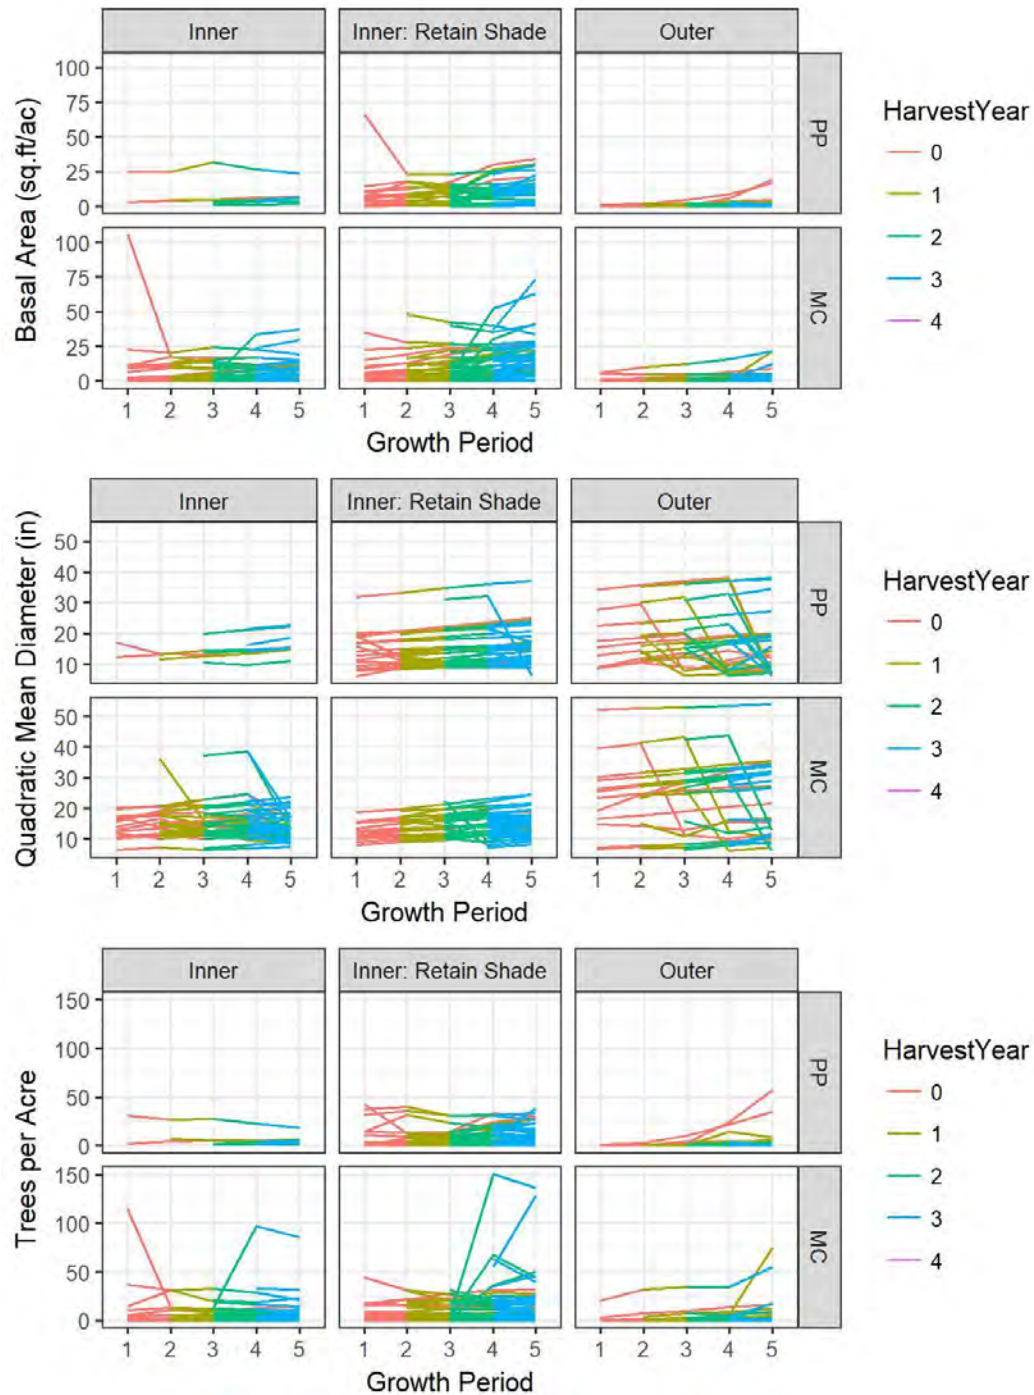 Inner Inner: Retain Shade Outer
100
75
50
25
0
PP
100
75
50
25
0
MC
Basal Area (sq.ft/ac)
1 2 3 4 5 1 2 3 4 5 1 2 3 4 5
Growth Period
HarvestYear
0
1
2
3
4
Inner Inner: Retain Shade Outer
50
40
30
20
10
PP
50
40
30
20
10
MC
Quadratic Mean Diameter (in)
1 2 3 4 5 1 2 3 4 5 1 2 3 4 5
Growth Period
HarvestYear
0
1
2
3
4
Inner Inner: Retain Shade Outer
150
100
50
0
PP
150
100
50
0
MC
Trees per Acre
1 2 3 4 5 1 2 3 4 5 1 2 3 4 5
Growth Period
HarvestYear
0
1
2
3
4